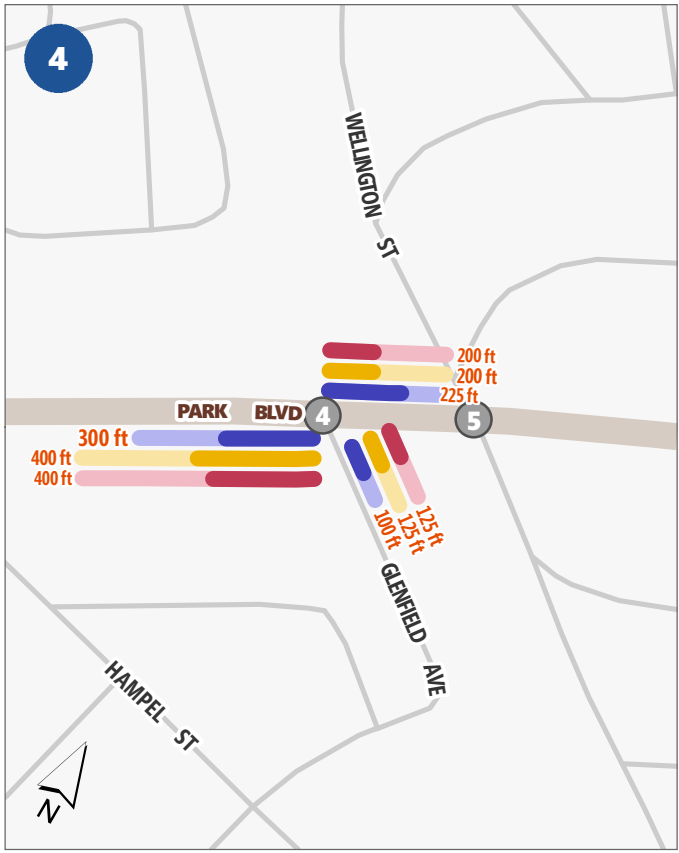 4
WELLINGTON ST
200 ft
200 ft
225 ft
PARK BLVD
4
5
300 ft
400 ft
400 ft
100 ft
125 ft
125 ft
GLENFIELD AVE
HAMPEL ST
N